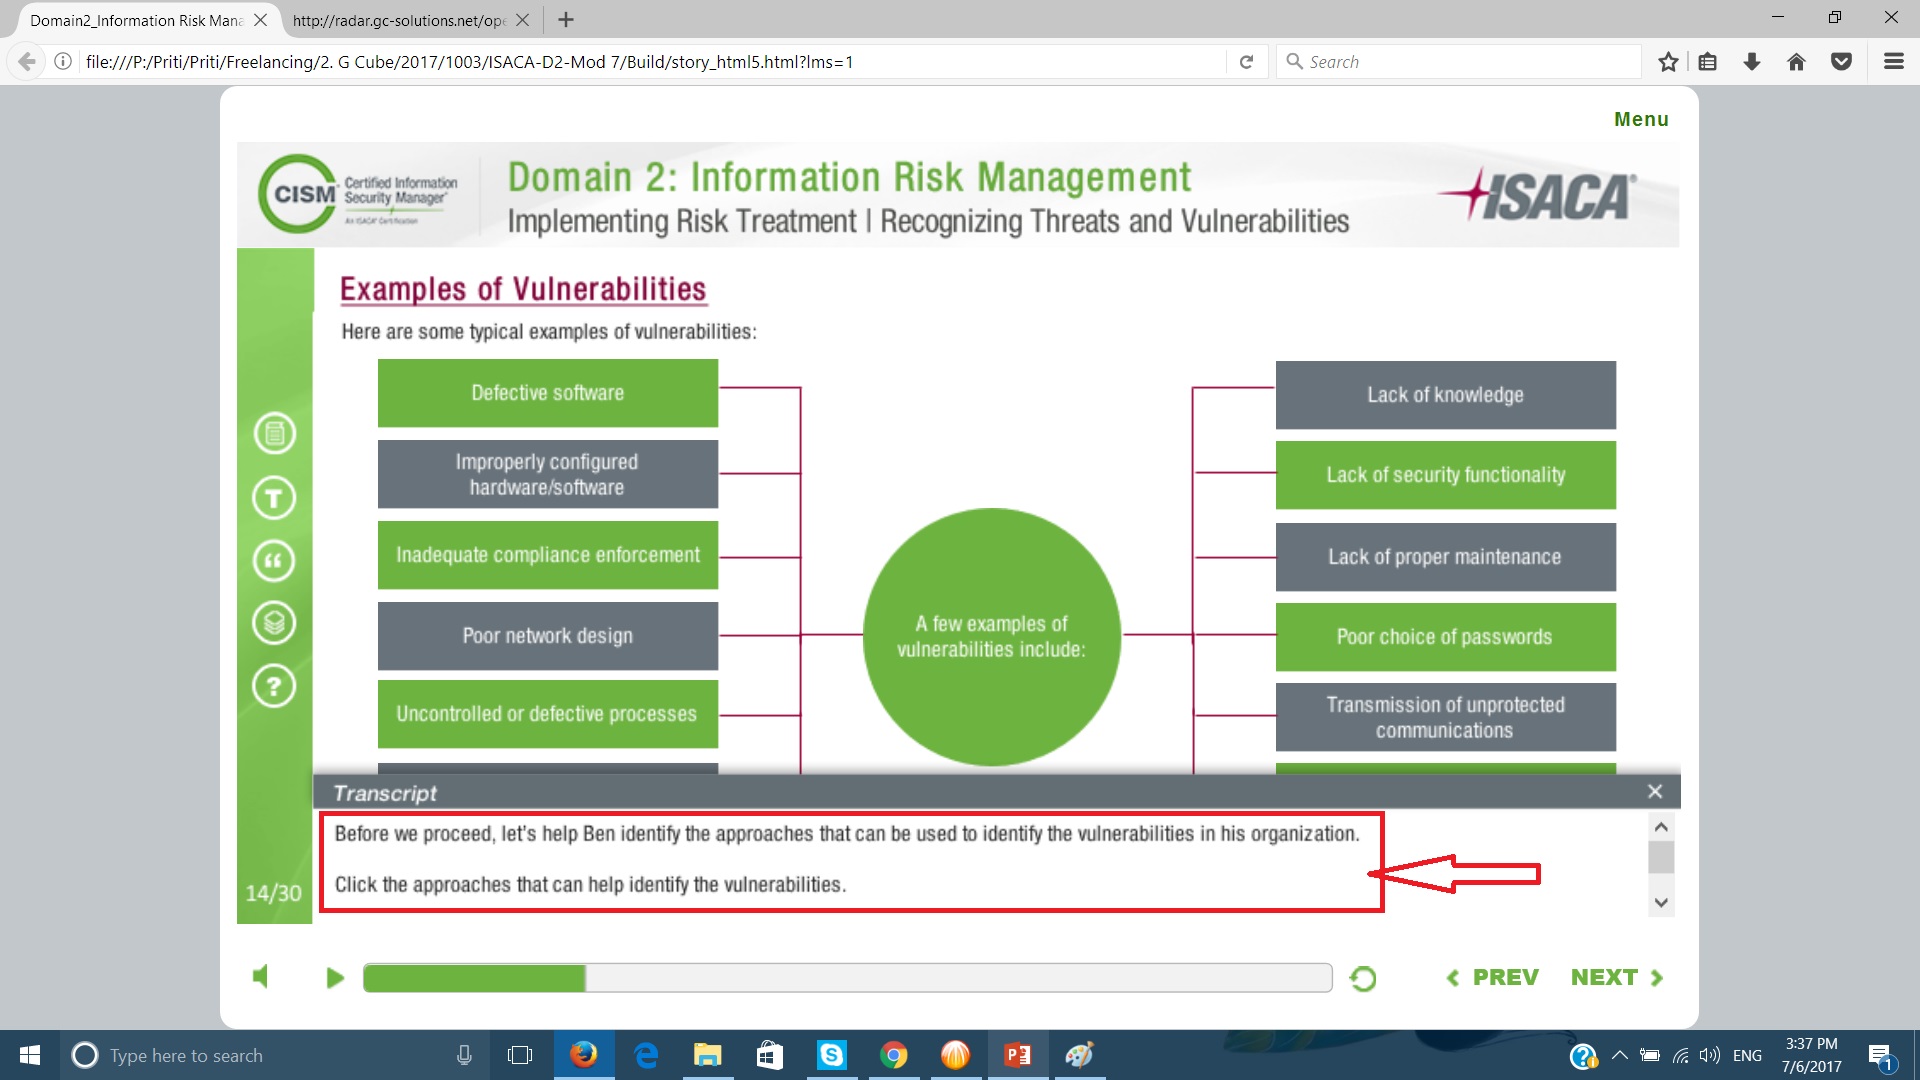 Domain2_Information Risk Mana
http://radar.gc-solutions.net/ope
file:///P:/Priti/Priti/Freelancing/2. G Cube/2017/1003/ISACA-D2-Mod 7/Build/story_html5.html?lms=1
Search
Menu
CISM
Certified Information
Security Manager®
An ISACA® Certification
Domain 2: Information Risk Management
Implementing Risk Treatment | Recognizing Threats and Vulnerabilities
ISACA®
Examples of Vulnerabilities
Here are some typical examples of vulnerabilities:
Defective software
Improperly configured
hardware/software
Inadequate compliance enforcement
Poor network design
Uncontrolled or defective processes
A few examples of
vulnerabilities include:
Lack of knowledge
Lack of security functionality
Lack of proper maintenance
Poor choice of passwords
Transmission of unprotected
communications
T
?
14/30
Transcript
Before we proceed, let's help Ben identify the approaches that can be used to identify the vulnerabilities in his organization.
Click the approaches that can help identify the vulnerabilities.
PREV
NEXT
Type here to search
ENG
3:37 PM
7/6/2017
1